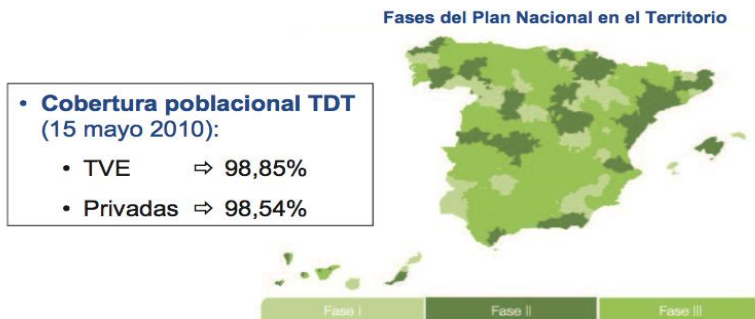 Fases del Plan Nacional en el Territorio
• Cobertura poblacional TDT
(15 mayo 2010):
• TVE ⇨ 98,85%
• Privadas ⇨ 98,54%
Fase I Fase II Fase III